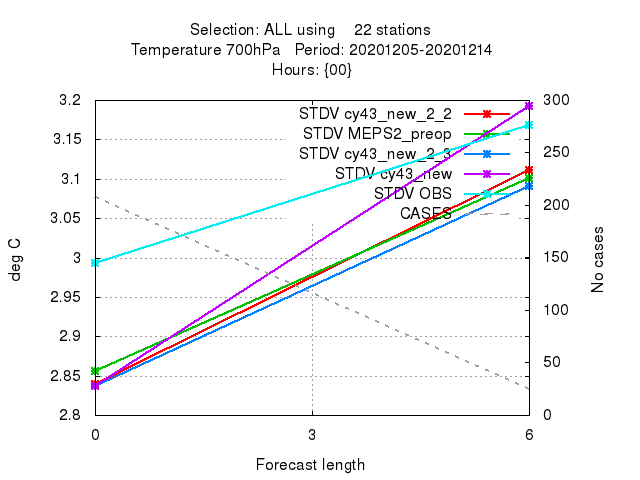 Selection: ALL using    22 stations
Temperature 700hPa   Period: 20201205-20201214
Hours: {00}
3.2
3.15
3.1
3.05
3
2.95
2.9
2.85
2.8
deg C
STDV cy43_new_2_2
STDV MEPS2_preop
STDV cy43_new_2_3
STDV cy43_new
STDV OBS
CASES
300
250
200
150
100
50
0
No cases
0 3 6
Forecast length